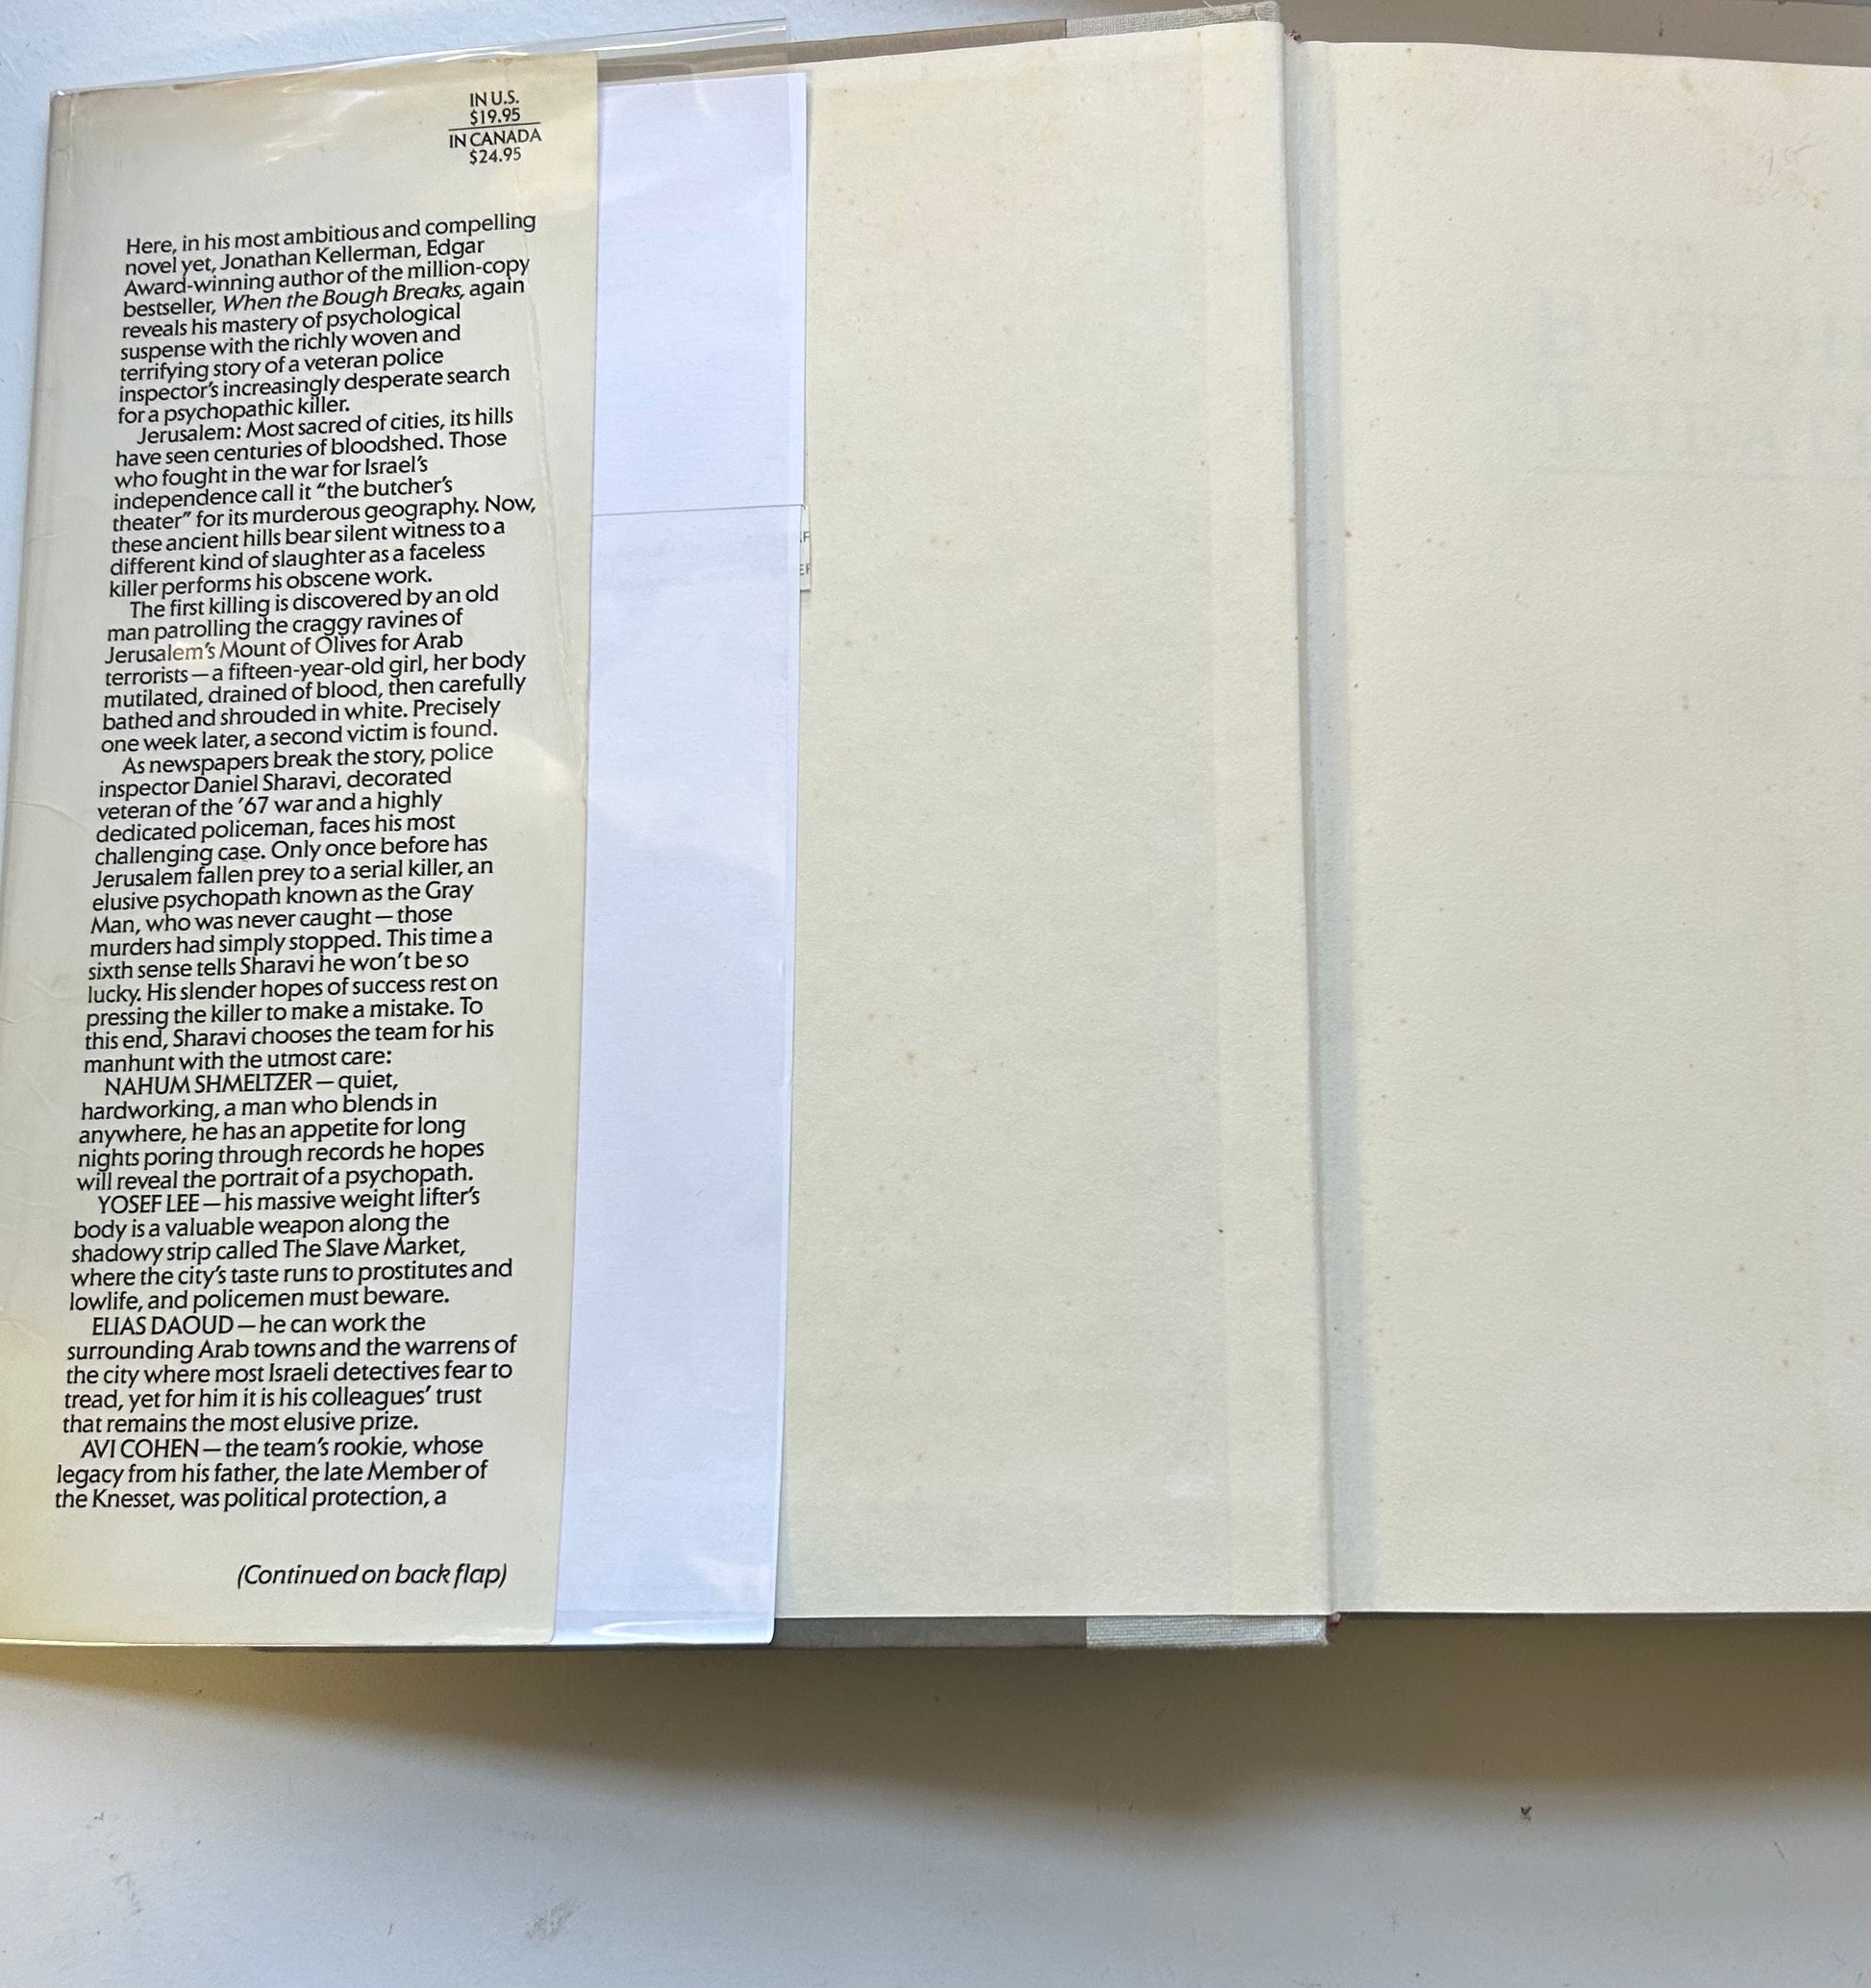 IN U.S.
$19.95
IN CANADA
$24.95
Here, in his most ambitious and compelling
novel yet, Jonathan Kellerman, Edgar
Award-winning author of the million-copy
bestseller, When the Bough Breaks, again
reveals his mastery of psychological
suspense with the richly woven and
terrifying story of a veteran police
inspector's increasingly desperate search
for a psychopathic killer.
Jerusalem: Most sacred of cities, its hills
have seen centuries of bloodshed. Those
who fought in the war for Israel's
independence call it “the butcher's
theater” for its murderous geography. Now,
these ancient hills bear silent witness to a
different kind of slaughter as a faceless
killer performs his obscene work.
The first killing is discovered by an old
man patrolling the craggy ravines of
Jerusalem's Mount of Olives for Arab
terrorists—a fifteen-year-old girl, her body
mutilated, drained of blood, then carefully
bathed and shrouded in white. Precisely
one week later, a second victim is found.
As newspapers break the story, police
inspector Daniel Sharavi, decorated
veteran of the '67 war and a highly
dedicated policeman, faces his most
challenging case. Only once before has
Jerusalem fallen prey to a serial killer, an
elusive psychopath known as the Gray
Man, who was never caught—those
murders had simply stopped. This time a
sixth sense tells Sharavi he won't be so
lucky. His slender hopes of success rest on
pressing the killer to make a mistake. To
this end, Sharavi chooses the team for his
manhunt with the utmost care:
NAHUM SHMELTZER—quiet,
hardworking, a man who blends in
anywhere, he has an appetite for long
nights poring through records he hopes
will reveal the portrait of a psychopath.
YOSEF LEE—his massive weight lifter's
body is a valuable weapon along the
shadowy strip called The Slave Market,
where the city's taste runs to prostitutes and
lowlife, and policemen must beware.
ELIAS DAOUD—he can work the
surrounding Arab towns and the warrens of
the city where most Israeli detectives fear to
tread, yet for him it is his colleagues' trust
that remains the most elusive prize.
AVI COHEN—the team's rookie, whose
legacy from his father, the late Member of
the Knesset, was political protection, a
(Continued on back flap)